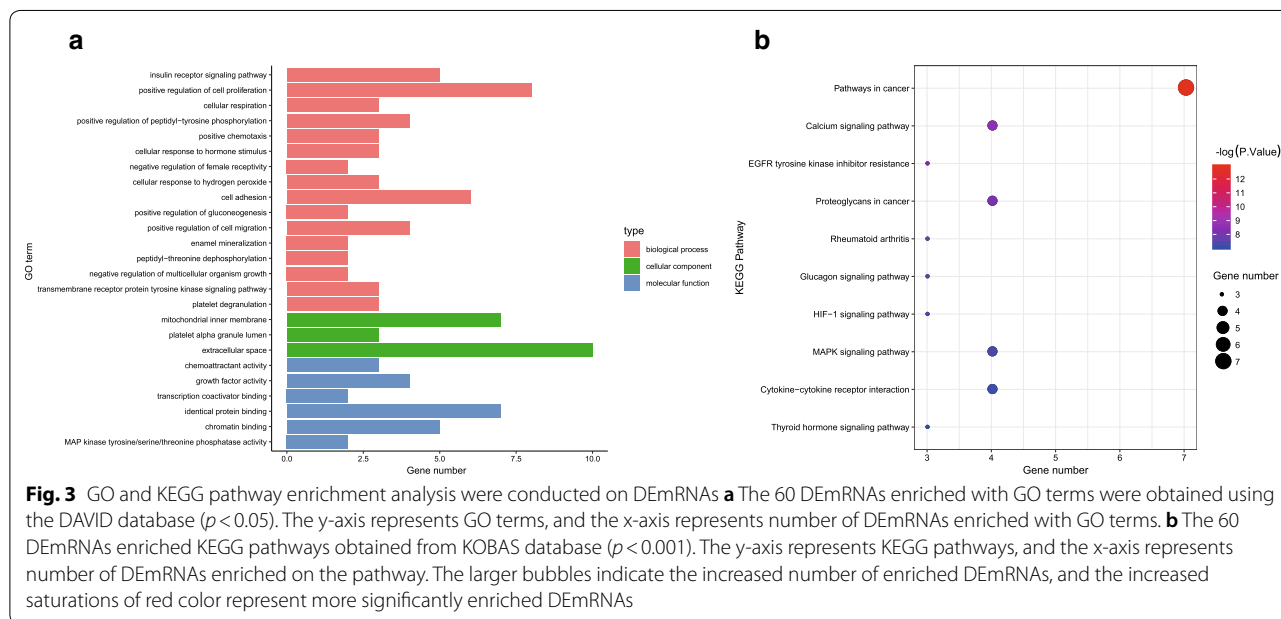 a
insulin receptor signaling pathway
positive regulation of cell proliferation
cellular respiration
positive regulation of peptidyl-tyrosine phosphorylation
positive chemotaxis
cellular response to hormone stimulus
negative regulation of female receptivity
cellular response to hydrogen peroxide
cell adhesion
positive regulation of gluconeogenesis
positive regulation of cell migration
enamel mineralization
peptidyl-threonine dephosphorylation
negative regulation of multicellular organism growth
transmembrane receptor protein tyrosine kinase signaling pathway
platelet degranulation
mitochondrial inner membrane
platelet alpha granule lumen
extracellular space
chemoattractant activity
growth factor activity
transcription coactivator binding
identical protein binding
chromatin binding
MAP kinase tyrosine/serine/threonine phosphatase activity
GO term
0.0 2.5 5.0 7.5 10.0
Gene number
type
biological process
cellular component
molecular function
b
Pathways in cancer
Calcium signaling pathway
EGFR tyrosine kinase inhibitor resistance
Proteoglycans in cancer
Rheumatoid arthritis
Glucagon signaling pathway
HIF-1 signaling pathway
MAPK signaling pathway
Cytokine-cytokine receptor interaction
Thyroid hormone signaling pathway
KEGG Pathway
3 4 5 6 7
Gene number
-log(P.Value)
12
11
10
9
8
Gene number
3
4
5
6
7
Fig. 3 GO and KEGG pathway enrichment analysis were conducted on DEmRNAs a The 60 DEmRNAs enriched with GO terms were obtained using
the DAVID database (p < 0.05). The y-axis represents GO terms, and the x-axis represents number of DEmRNAs enriched with GO terms. b The 60
DEmRNAs enriched KEGG pathways obtained from KOBAS database (p < 0.001). The y-axis represents KEGG pathways, and the x-axis represents
number of DEmRNAs enriched on the pathway. The larger bubbles indicate the increased number of enriched DEmRNAs, and the increased
saturations of red color represent more significantly enriched DEmRNAs